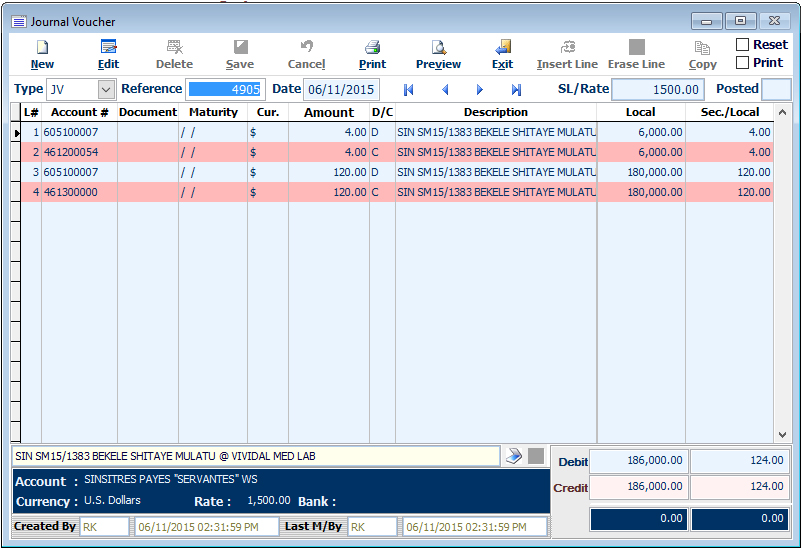 Journal Voucher
New Edit Delete Save Cancel Print Preview Exit Insert Line Erase Line Copy Reset
Print
Type JV Reference 4905 Date 06/11/2015 SL/Rate 1500.00 Posted
L# Account # Document Maturity Cur. Amount D/C Description Local Sec./Local
1 605100007 / / $ 4.00 D SIN SM15/1383 BEKELE SHITAYE MULATU 6,000.00 4.00
2 461200054 / / $ 4.00 C SIN SM15/1383 BEKELE SHITAYE MULATU 6,000.00 4.00
3 605100007 / / $ 120.00 D SIN SM15/1383 BEKELE SHITAYE MULATU 180,000.00 120.00
4 461300000 / / $ 120.00 C SIN SM15/1383 BEKELE SHITAYE MULATU 180,000.00 120.00
SIN SM15/1383 BEKELE SHITAYE MULATU @ VIVIDAL MED LAB
Debit 186,000.00 124.00
Account : SINSITRES PAYES "SERVANTES" WS
Credit 186,000.00 124.00
Currency : U.S. Dollars Rate : 1,500.00 Bank :
0.00 0.00
Created By RK 06/11/2015 02:31:59 PM Last M/By RK 06/11/2015 02:31:59 PM